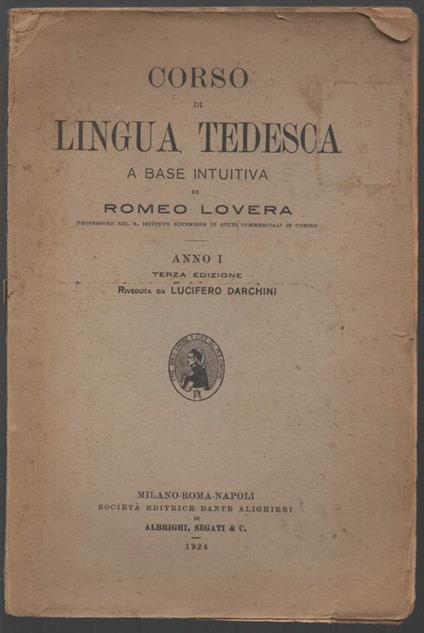 CORSO
DI
LINGUA TEDESCA
A BASE INTUITIVA
DI
ROMEO LOVERA
PROFESSORE NEL R. ISTITUTO SUPERIORE DI STUDI COMMERCIALI IN TORINO
ANNO I
TERZA EDIZIONE
RIVEDUTA DA LUCIFERO DARCHINI
MILANO-ROMA-NAPOLI
SOCIETÀ EDITRICE DANTE ALIGHIERI
DI
ALBRIGHI, SEGATI & C.
1924